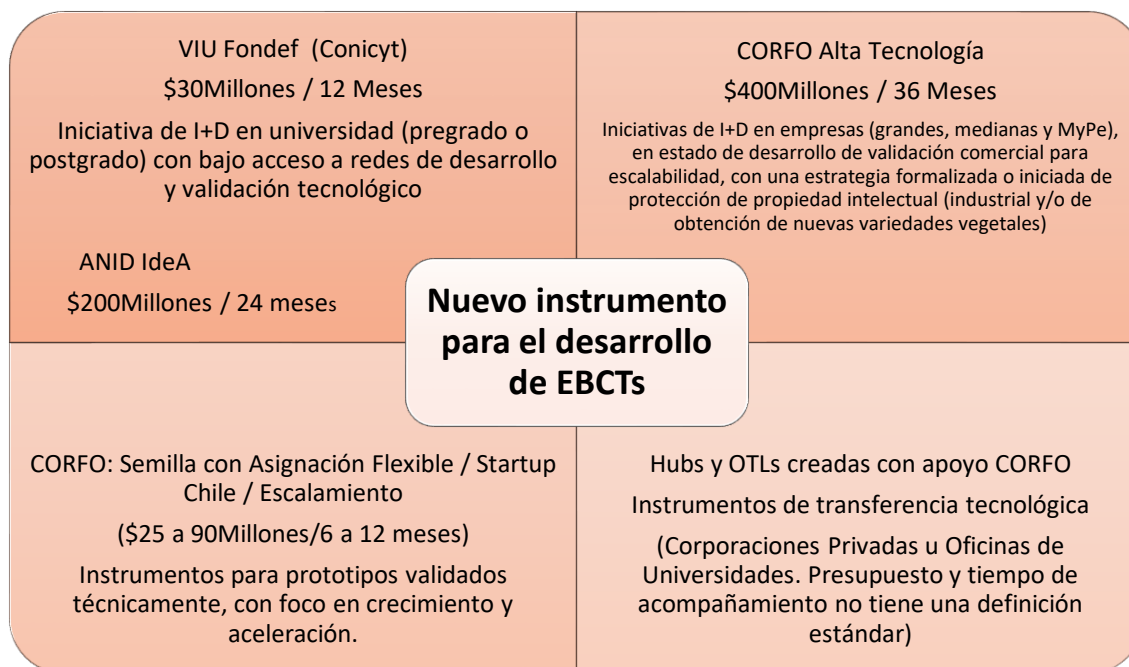 VIU Fondef (Conicyt)
$30Millones / 12 Meses
Iniciativa de I+D en universidad (pregrado o
postgrado) con bajo acceso a redes de desarrollo
y validación tecnológico
ANID IdeA
$200Millones / 24 meses
CORFO Alta Tecnología
$400Millones / 36 Meses
Iniciativas de I+D en empresas (grandes, medianas y MyPe),
en estado de desarrollo de validación comercial para
escalabilidad, con una estrategia formalizada o iniciada de
protección de propiedad intelectual (industrial y/o de
obtención de nuevas variedades vegetales)
Nuevo instrumento
para el desarrollo
de EBCTs
CORFO: Semilla con Asignación Flexible / Startup
Chile / Escalamiento
($25 a 90Millones/6 a 12 meses)
Instrumentos para prototipos validados
técnicamente, con foco en crecimiento y
aceleración.
Hubs y OTLs creadas con apoyo CORFO
Instrumentos de transferencia tecnológica
(Corporaciones Privadas u Oficinas de
Universidades. Presupuesto y tiempo de
acompañamiento no tiene una definición
estándar)